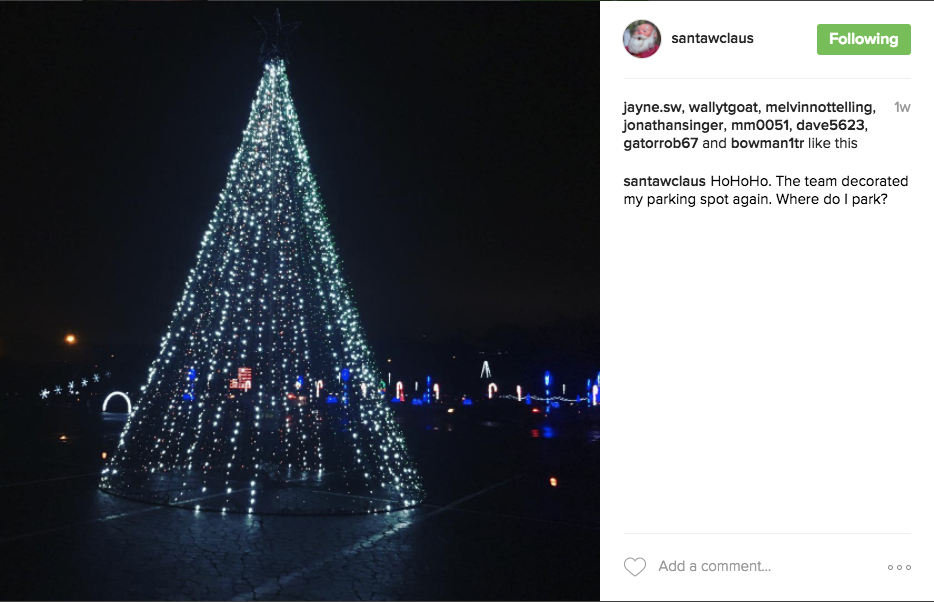 santawclaus
Following
jayne.sw, wallytgoat, melvinnottelling, 1w
jonathansinger, mm0051, dave5623,
gatorrob67 and bowman1tr like this
santawclaus HoHoHo. The team decorated
my parking spot again. Where do I park?
Add a comment...